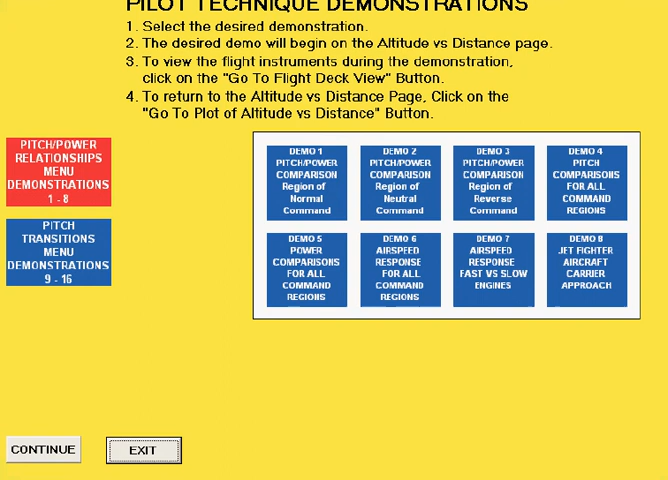 PILOT TECHNIQUE DEMONSTRATIONS
1. Select the desired demonstration.
2. The desired demo will begin on the Altitude vs Distance page.
3. To view the flight instruments during the demonstration,
click on the "Go To Flight Deck View" Button.
4. To return to the Altitude vs Distance Page, Click on the
"Go To Plot of Altitude vs Distance" Button.
PITCH/POWER
RELATIONSHIPS
MENU
DEMONSTRATIONS
1 - 8
PITCH
TRANSITIONS
MENU
DEMONSTRATIONS
9 - 16
DEMO 1
PITCH/POWER
COMPARISON
Region of
Normal
Command
DEMO 2
PITCH/POWER
COMPARISON
Region of
Neutral
Command
DEMO 3
PITCH/POWER
COMPARISON
Region of
Reverse
Command
DEMO 4
PITCH
COMPARISONS
FOR ALL
COMMAND
REGIONS
DEMO 5
POWER
COMPARISONS
FOR ALL
COMMAND
REGIONS
DEMO 6
AIRSPEED
RESPONSE
FOR ALL
COMMAND
REGIONS
DEMO 7
AIRSPEED
RESPONSE
FAST VS SLOW
ENGINES
DEMO 8
JET FIGHTER
AIRCRAFT
CARRIER
APPROACH
CONTINUE
EXIT